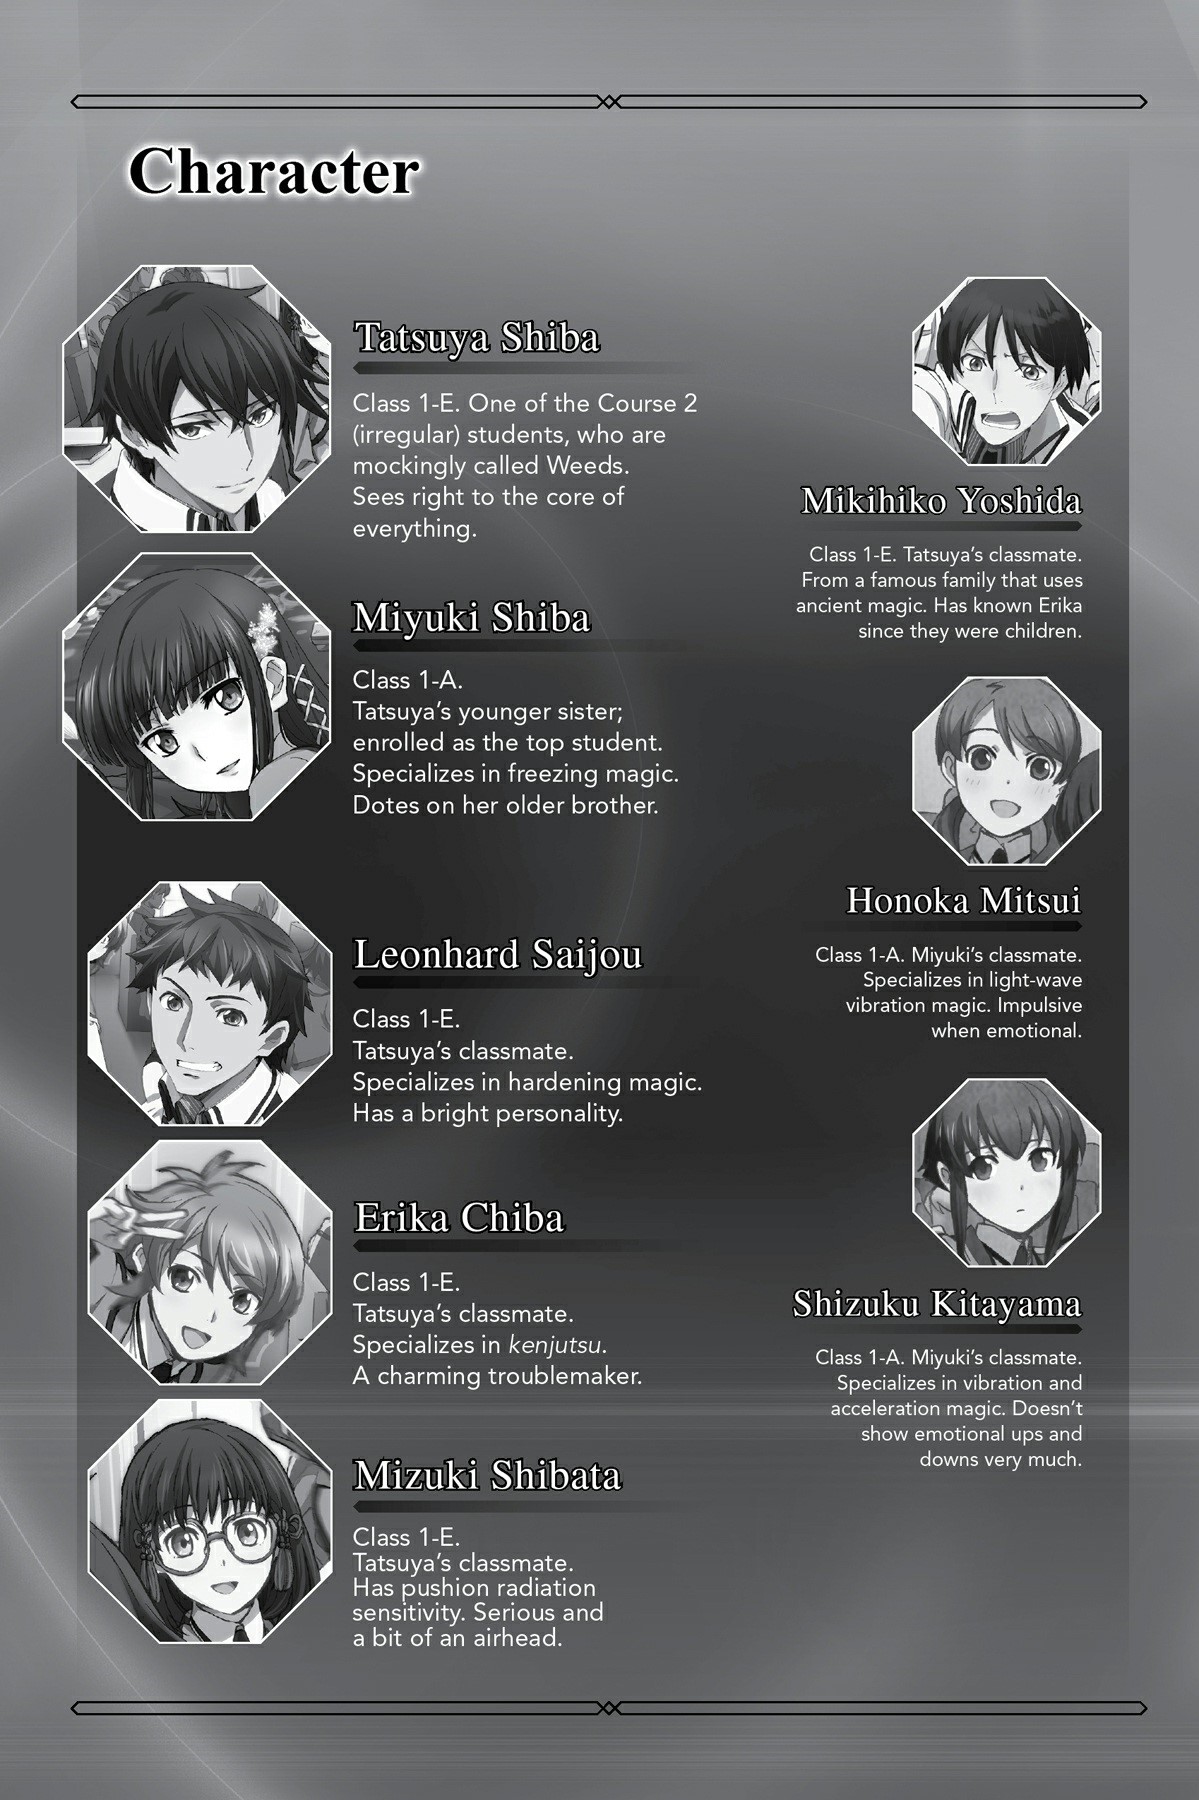 Character
Tatsuya Shiba
Class 1-E. One of the Course 2
(irregular) students, who are
mockingly called Weeds.
Sees right to the core of
everything.
Miyuki Shiba
Class 1-A.
Tatsuya’s younger sister;
enrolled as the top student.
Specializes in freezing magic.
Dotes on her older brother.
Leonhard Saijou
Class 1-E.
Tatsuya’s classmate.
Specializes in hardening magic.
Has a bright personality.
Erika Chiba
Class 1-E.
Tatsuya’s classmate.
Specializes in kenjutsu.
A charming troublemaker.
Mizuki Shibata
Class 1-E.
Tatsuya’s classmate.
Has pushion radiation
sensitivity. Serious and
a bit of an airhead.
Mikihiko Yoshida
Class 1-E. Tatsuya’s classmate.
From a famous family that uses
ancient magic. Has known Erika
since they were children.
Honoka Mitsui
Class 1-A. Miyuki’s classmate.
Specializes in light-wave
vibration magic. Impulsive
when emotional.
Shizuku Kitayama
Class 1-A. Miyuki’s classmate.
Specializes in vibration and
acceleration magic. Doesn’t
show emotional ups and
downs very much.